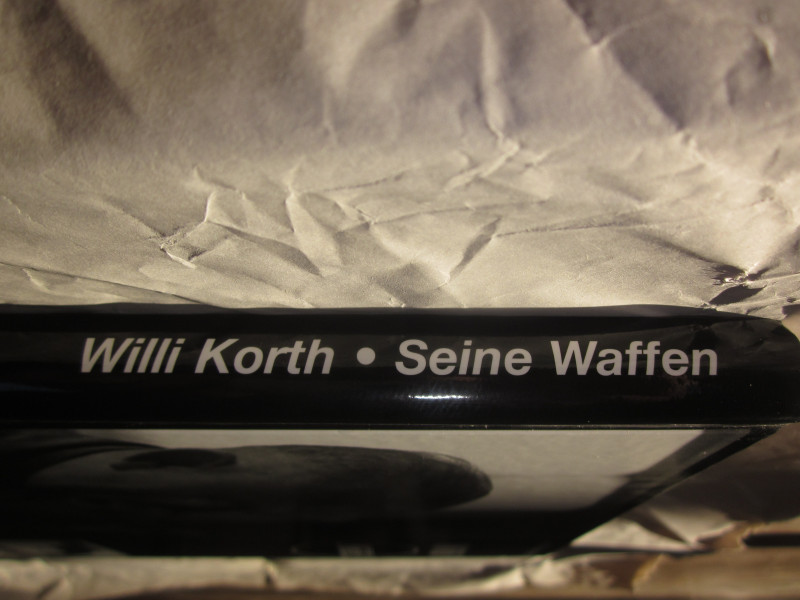 Willi Korth • Seine Waffen